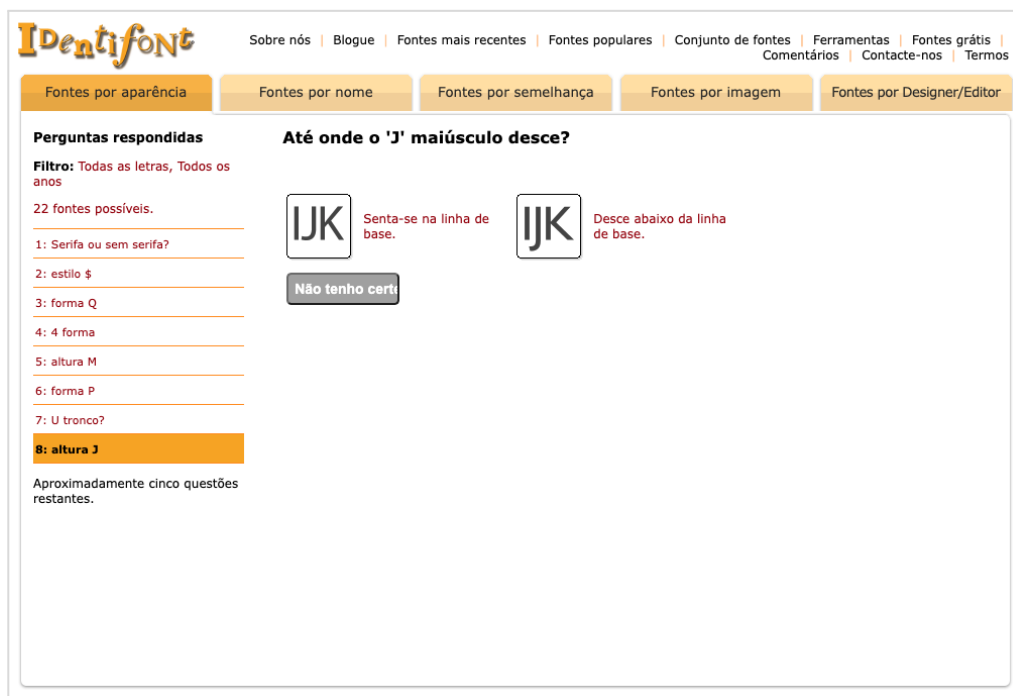 IDentifont
Sobre nós | Blogue | Fontes mais recentes | Fontes populares | Conjunto de fontes | Ferramentas | Fontes grátis |
Comentários | Contacte-nos | Termos
Fontes por aparência
Fontes por nome
Fontes por semelhança
Fontes por imagem
Fontes por Designer/Editor
Perguntas respondidas
Filtro: Todas as letras, Todos os
anos
22 fontes possíveis.
1: Serifa ou sem serifa?
2: estilo $
3: forma Q
4: 4 forma
5: altura M
6: forma P
7: U tronco?
8: altura J
Aproximadamente cinco questões
restantes.
Até onde o 'J' maiúsculo desce?
IJK
Senta-se na linha de
base.
IJK
Desce abaixo da linha
de base.
Não tenho certe